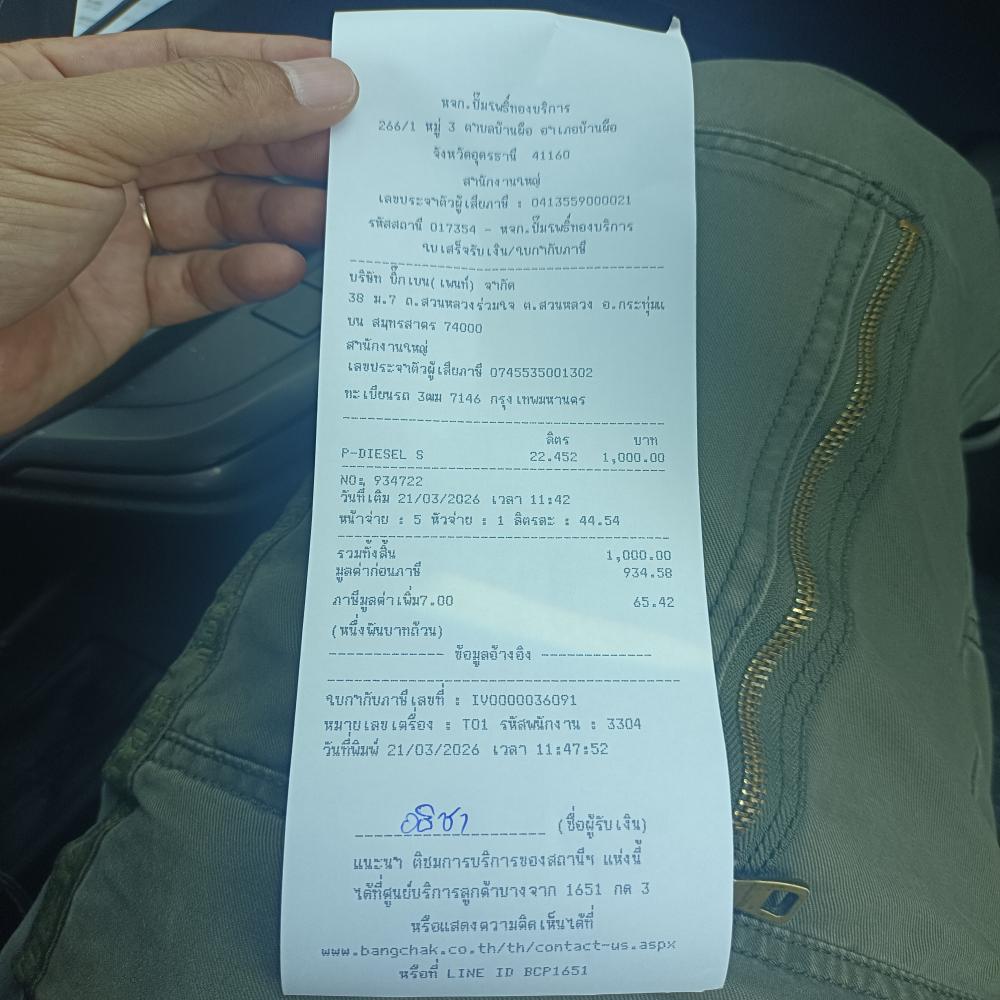 หจก.ปั๊มรพธิ์ทองบริการ
266/1 หมู่ 3 ตำบลบ้านผือ อำเภอบ้านผือ
จังหวัดอุดรธานี 41160
สำนักงานใหญ่
เลขประจำตัวผู้เสียภาษี : 0413559000021
รหัสสถานี 017354 - หจก.ปั๊มรพธิ์ทองบริการ
ใบเสร็จรับเงิน/ใบกำกับภาษี
บริษัท บิ๊กเบน(เพนท์) จำกัด
38 ม.7 ถ.สวนหลวงร่วมใจ ต.สวนหลวง อ.กระทุ่มแ
บน สมุทรสาคร 74000
สำนักงานใหญ่
เลขประจำตัวผู้เสียภาษี 0745535001302
ทะเบียนรถ 3ฒฒ 7146 กรุงเทพมหานคร
ลิตร บาท
P-DIESEL S 22.452 1,000.00
NO: 934722
วันที่เติม 21/03/2026 เวลา 11:42
หน้าจ่าย : 5 หัวจ่าย : 1 ลิตรละ : 44.54
รวมทั้งสิ้น 1,000.00
มูลค่าก่อนภาษี 934.58
ภาษีมูลค่าเพิ่ม7.00 65.42
(หนึ่งพันบาทถ้วน)
------------ ข้อมูลอ้างอิง ------------
ใบกำกับภาษีเลขที่ : IV0000036091
หมายเลขเครื่อง : T01 รหัสพนักงาน : 3304
วันที่พิมพ์ 21/03/2026 เวลา 11:47:52
อธิชา (ชื่อผู้รับเงิน)
แนะนำ ติชมการบริการของสถานีฯ แห่งนี้
ได้ที่ศูนย์บริการลูกค้าบางจาก 1651 กด 3
หรือแสดงความคิดเห็นได้ที่
www.bangchak.co.th/th/contact-us.aspx
หรือที่ LINE ID BCP1651